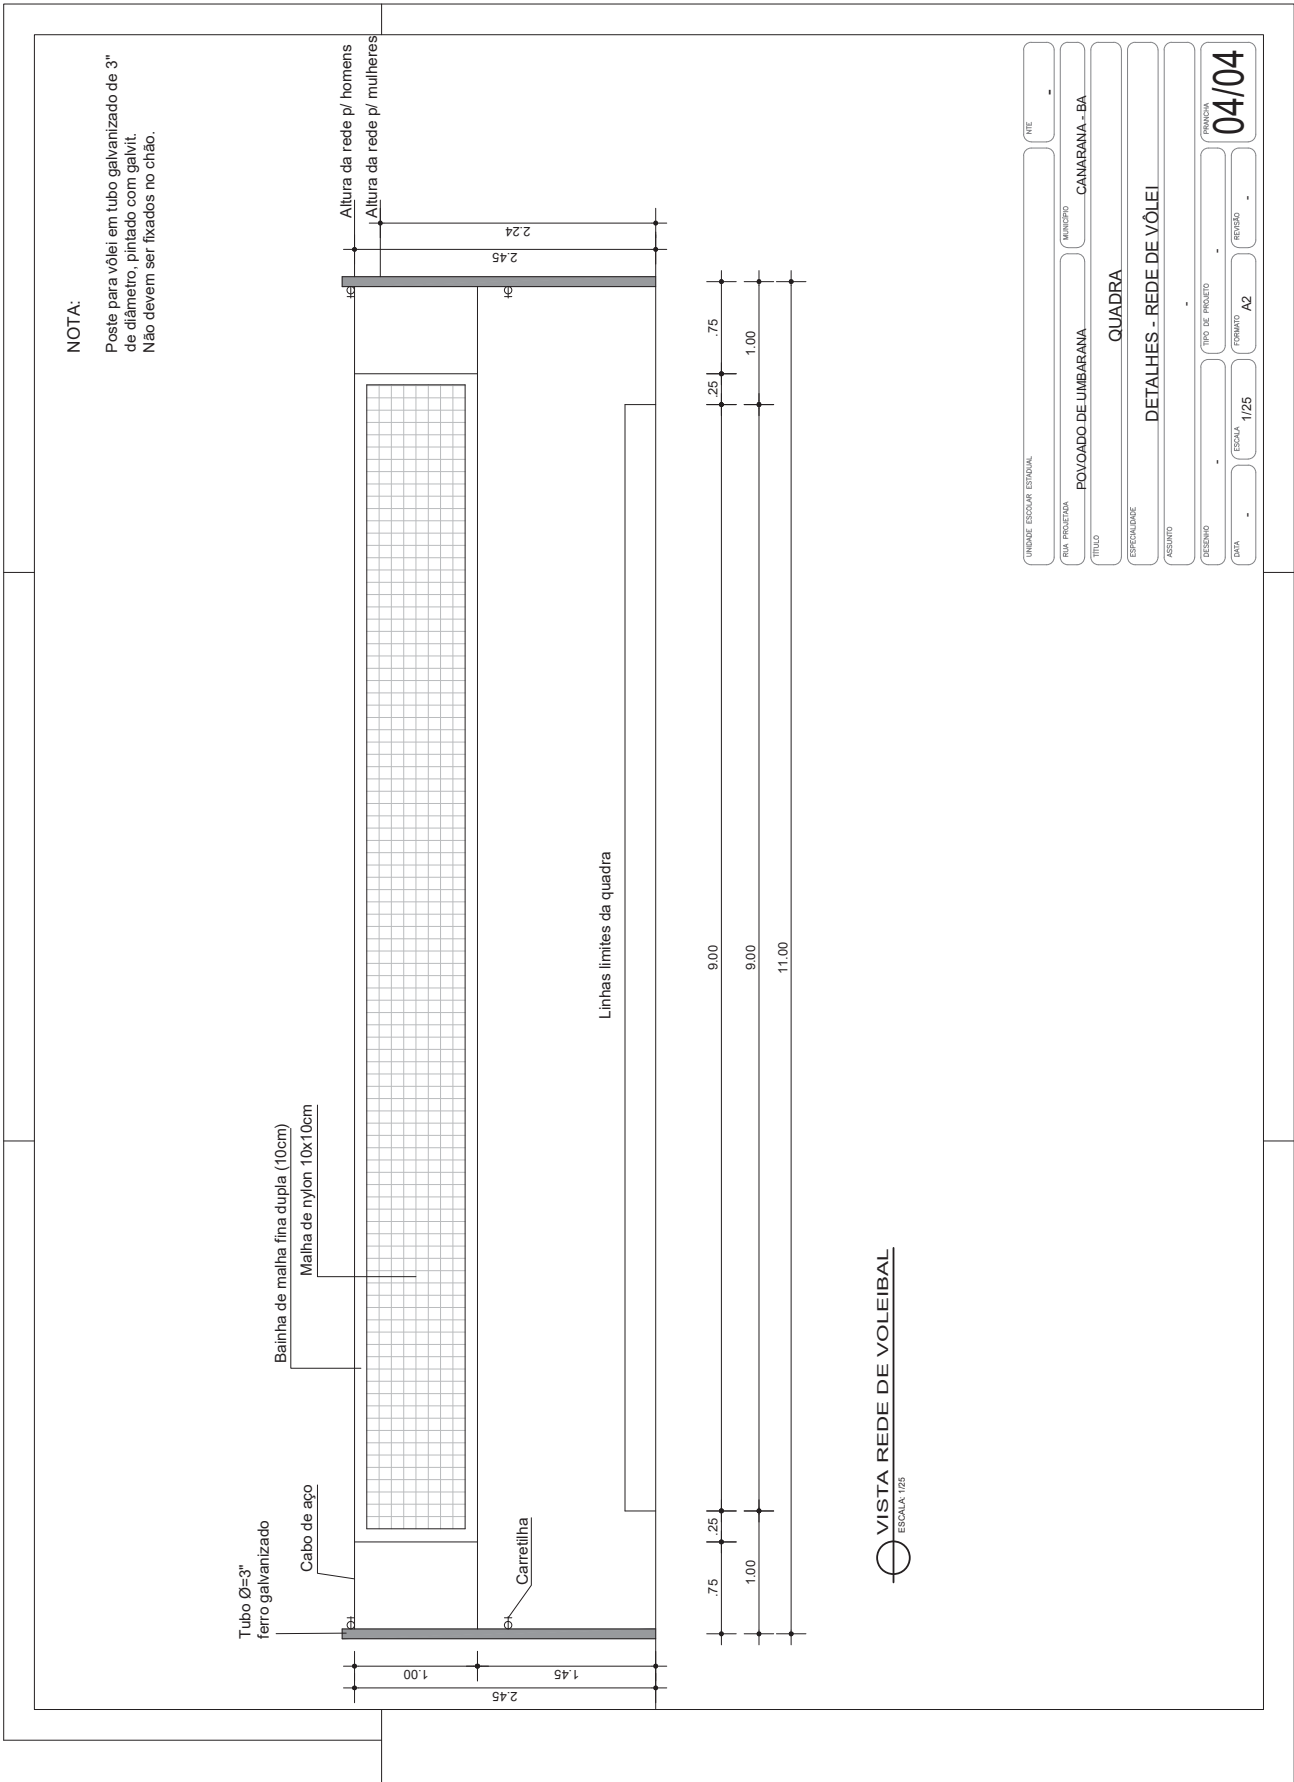 NOTA:
Poste para vôlei em tubo galvanizado de 3"
de diâmetro, pintado com galvit.
Não devem ser fixados no chão.
Altura da rede p/ homens
Altura da rede p/ mulheres
Tubo Ø=3"
ferro galvanizado
Cabo de aço
Bainha de malha fina dupla (10cm)
Malha de nylon 10x10cm
Carretilha
1.00
1.45
2.45
2.24
2.45
Linhas limites da quadra
.75
.25
9.00
.25
.75
1.00
9.00
1.00
11.00
VISTA REDE DE VOLEIBAL
ESCALA: 1/25
UNIDADE ESCOLAR ESTADUAL
NTE
-
RUA PROJETADA
POVOADO DE UMBARANA
MUNICÍPIO
CANARANA - BA
TÍTULO
QUADRA
ESPECIALIDADE
DETALHES - REDE DE VÔLEI
ASSUNTO
-
DESENHO
-
TIPO DE PROJETO
-
PRANCHA
04/04
DATA
-
ESCALA
1/25
FORMATO
A2
REVISÃO
-